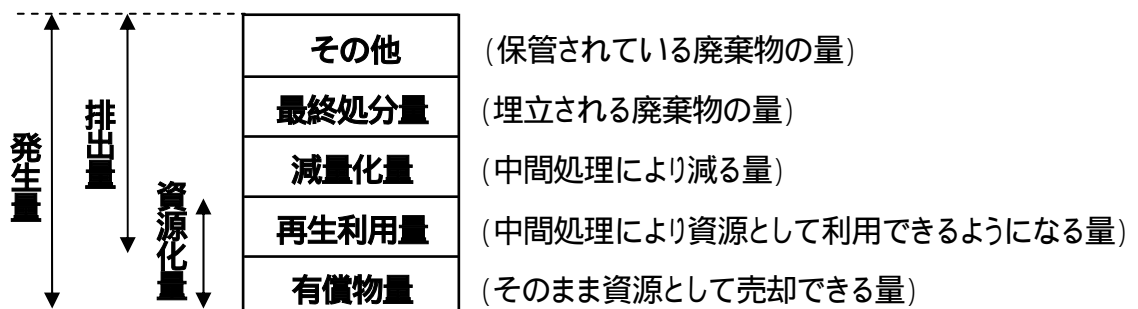 その他 (保管されている廃棄物の量)
最終処分量 (埋立される廃棄物の量)
減量化量 (中間処理により減る量)
再生利用量 (中間処理により資源として利用できるようになる量)
有償物量 (そのまま資源として売却できる量)
発生量
排出量
資源化量